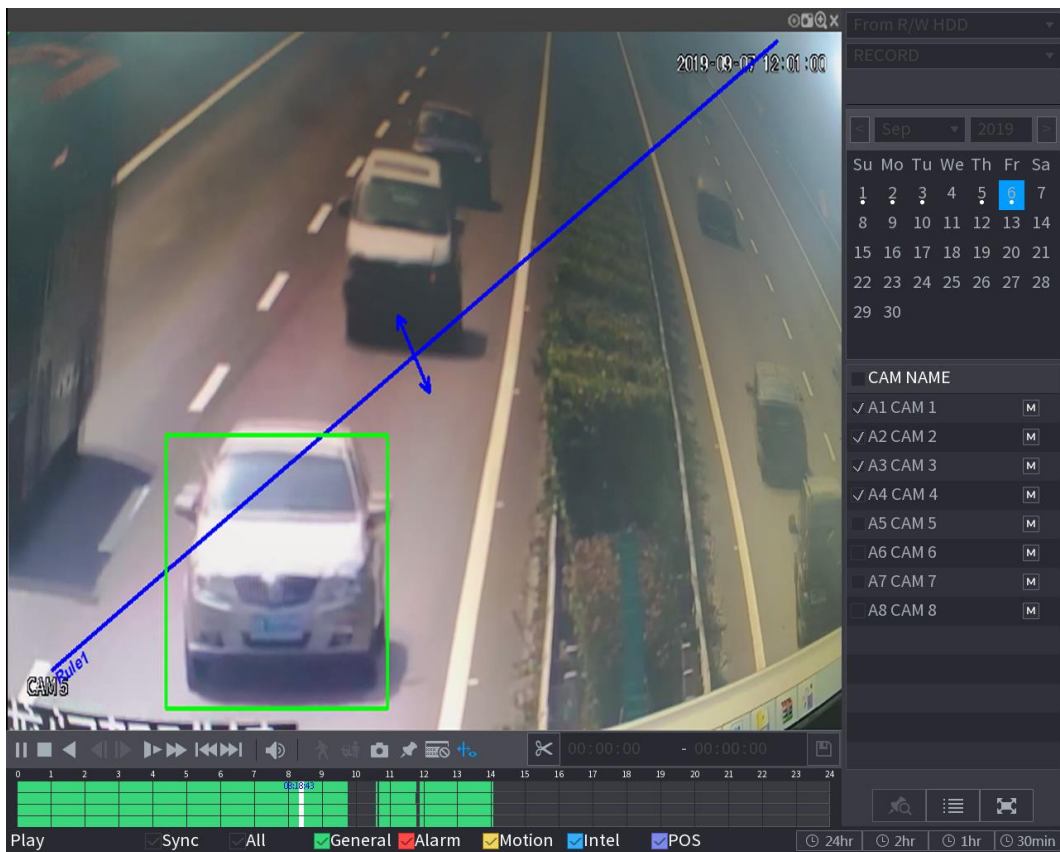 2019-09-07 12:01:00
Rule1
CAM 5
From R/W HDD
RECORD
< Sep 2019 >
Su Mo Tu We Th Fr Sa
1 2 3 4 5 6 7
8 9 10 11 12 13 14
15 16 17 18 19 20 21
22 23 24 25 26 27 28
29 30
CAM NAME
A1 CAM 1 M
A2 CAM 2 M
A3 CAM 3 M
A4 CAM 4 M
A5 CAM 5 M
A6 CAM 6 M
A7 CAM 7 M
A8 CAM 8 M
00:00:00 - 00:00:00
0 1 2 3 4 5 6 7 8 9 10 11 12 13 14 15 16 17 18 19 20 21 22 23 24
08:18:43
Play Sync All General Alarm Motion Intel POS
24hr 2hr 1hr 30min